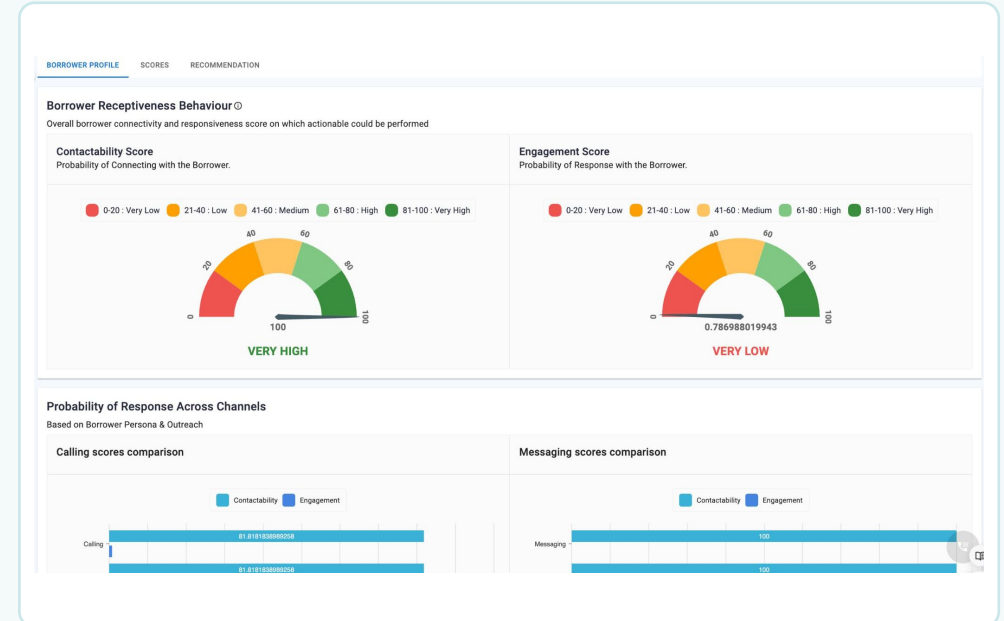 BORROWER PROFILE SCORES RECOMMENDATION
Borrower Receptiveness Behaviour
Overall borrower connectivity and responsiveness score on which actionable could be performed
Contactability Score
Probability of Connecting with the Borrower.
0-20 : Very Low 21-40 : Low 41-60 : Medium 61-80 : High 81-100 : Very High
0 20 40 60 80 100
100
VERY HIGH
Engagement Score
Probability of Response with the Borrower.
0-20 : Very Low 21-40 : Low 41-60 : Medium 61-80 : High 81-100 : Very High
0 20 40 60 80 100
0.786988019943
VERY LOW
Probability of Response Across Channels
Based on Borrower Persona & Outreach
Calling scores comparison
Contactability Engagement
Calling
81.8181838989258
81.8181838989258
Messaging scores comparison
Contactability Engagement
Messaging
100
100